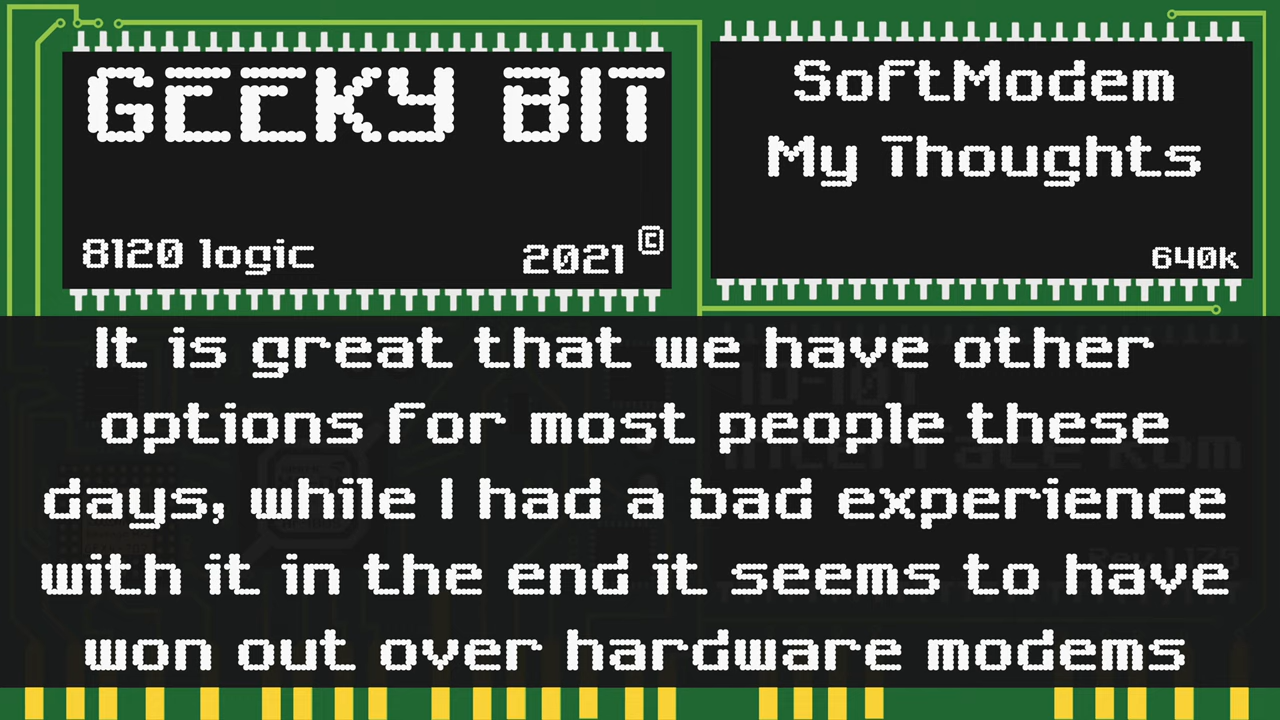 GEEKY BIT
8120 logic
2021 ©
SoftModem
My Thoughts
640k
It is great that we have other
options for most people these
days, while I had a bad experience
with it in the end it seems to have
won out over hardware modems